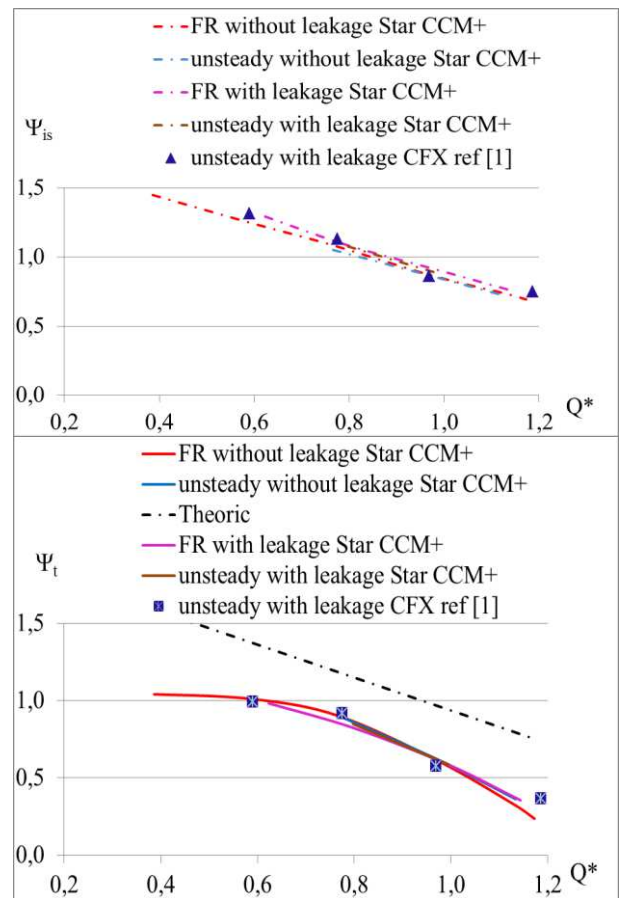 FR without leakage Star CCM+
unsteady without leakage Star CCM+
FR with leakage Star CCM+
unsteady with leakage Star CCM+
unsteady with leakage CFX ref [1]
Ψis
1,5
1,0
0,5
0,0
0,2 0,4 0,6 0,8 1,0 1,2
Q*
FR without leakage Star CCM+
unsteady without leakage Star CCM+
Theoric
FR with leakage Star CCM+
unsteady with leakage Star CCM+
unsteady with leakage CFX ref [1]
Ψt
1,5
1,0
0,5
0,0
0,2 0,4 0,6 0,8 1,0 1,2
Q*